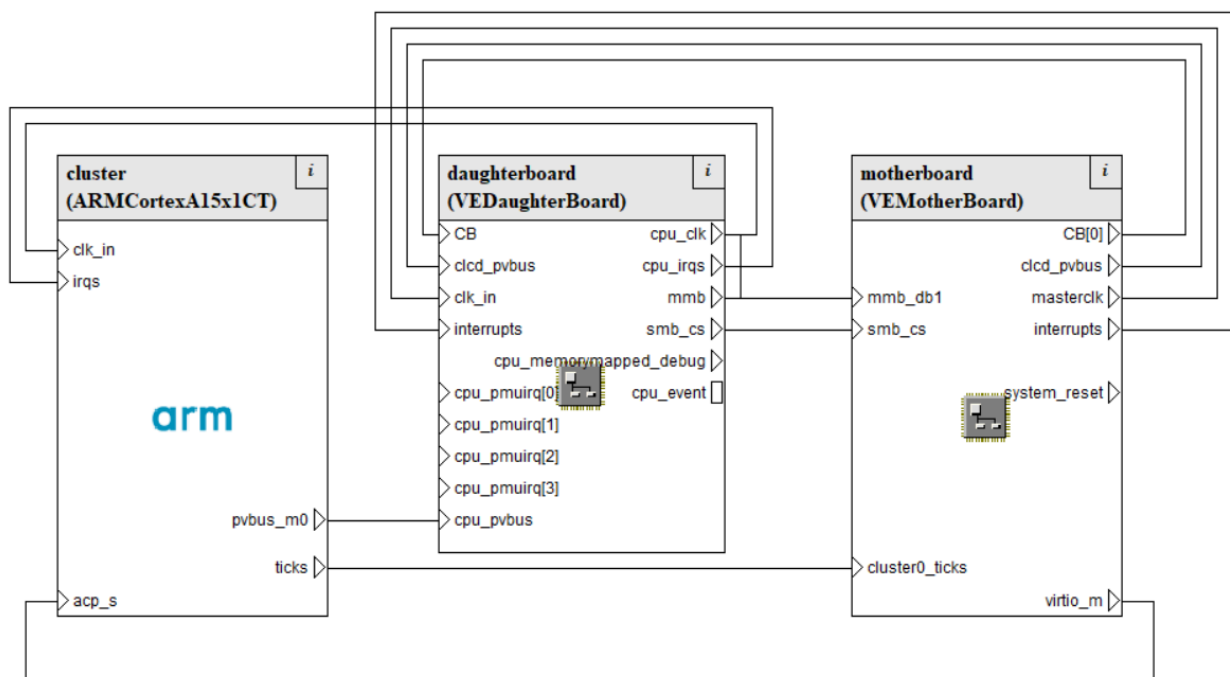 cluster
(ARMCortexA15x1CT)
i
clk_in
irqs
arm
pvbus_m0
ticks
acp_s
daughterboard
(VEDaughterBoard)
i
CB
cpu_clk
clcd_pvbus
cpu_irqs
clk_in
mmb
interrupts
smb_cs
cpu_memorymapped_debug
cpu_pmuirq[0]
cpu_event
cpu_pmuirq[1]
cpu_pmuirq[2]
cpu_pmuirq[3]
cpu_pvbus
motherboard
(VEMotherBoard)
i
CB[0]
clcd_pvbus
mmb_db1
masterclk
smb_cs
interrupts
system_reset
cluster0_ticks
virtio_m